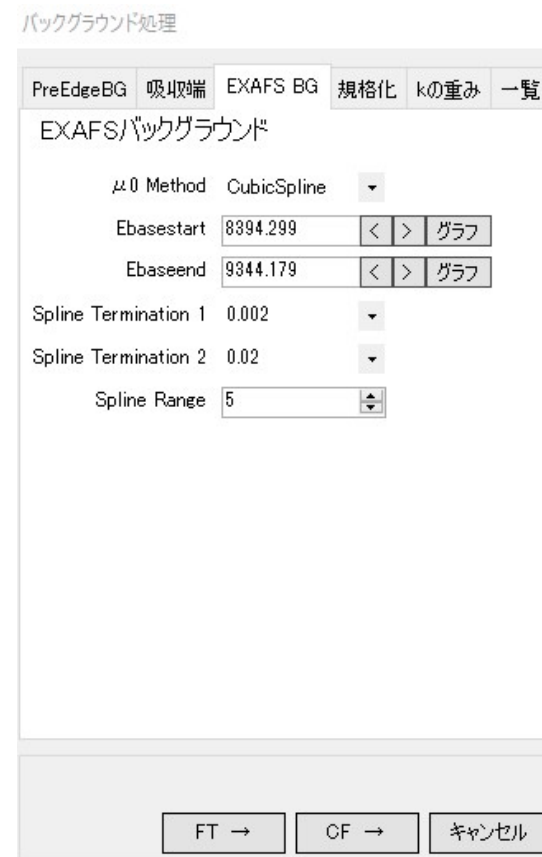 バックグラウンド処理
PreEdgeBG 吸収端 EXAFS BG 規格化 kの重み 一覧
EXAFSバックグラウンド
μ0 Method CubicSpline
Ebasestart 8394.299 < > グラフ
Ebaseend 9344.179 < > グラフ
Spline Termination 1 0.002
Spline Termination 2 0.02
Spline Range 5
FT → CF → キャンセル